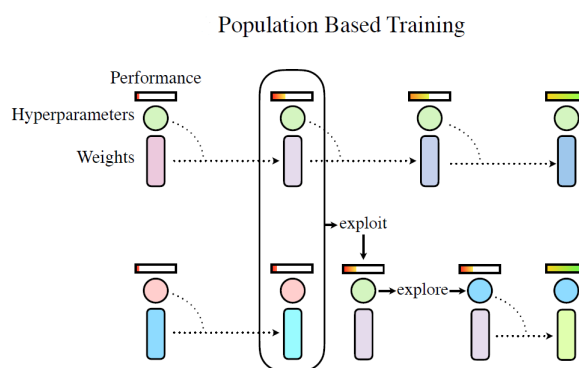 Population Based Training
Performance
Hyperparameters
Weights
exploit
explore